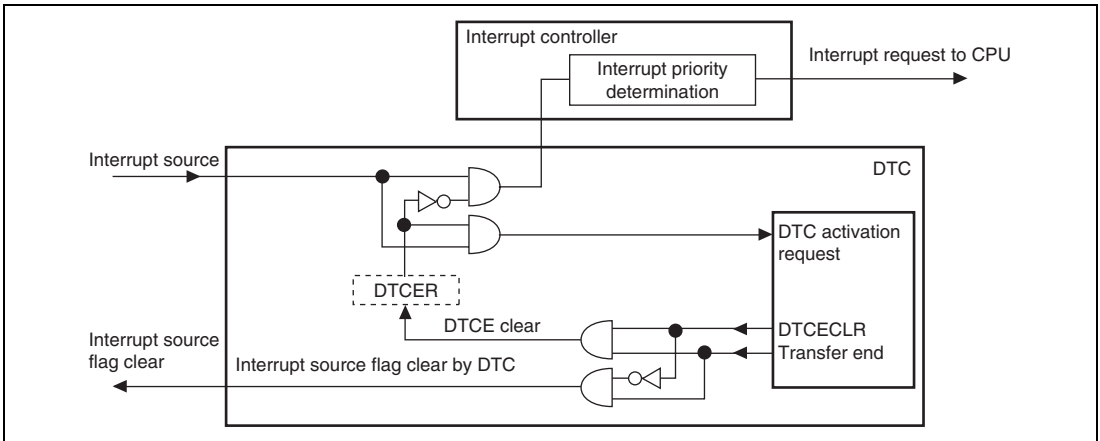 Interrupt controller
Interrupt priority
determination
Interrupt request to CPU
Interrupt source
DTC
DTC activation
request
DTCER
DTCE clear
DTCECLR
Transfer end
Interrupt source
flag clear
Interrupt source flag clear by DTC